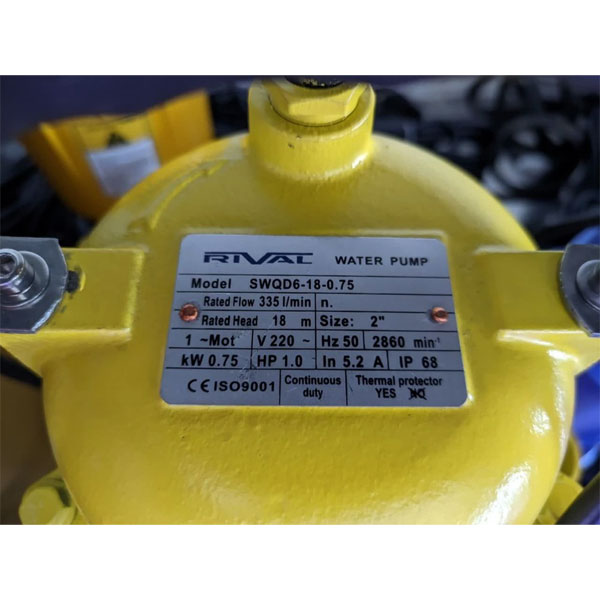 RIVAL WATER PUMP
Model SWQD6-18-0.75
Rated Flow 335 l/min n.
Rated Head 18 m Size: 2"
1 ~Mot V 220 ~ Hz 50 2860 min⁻¹
kW 0.75 HP 1.0 In 5.2 A IP 68
CE ISO9001 Continuous duty Thermal protector YES NO